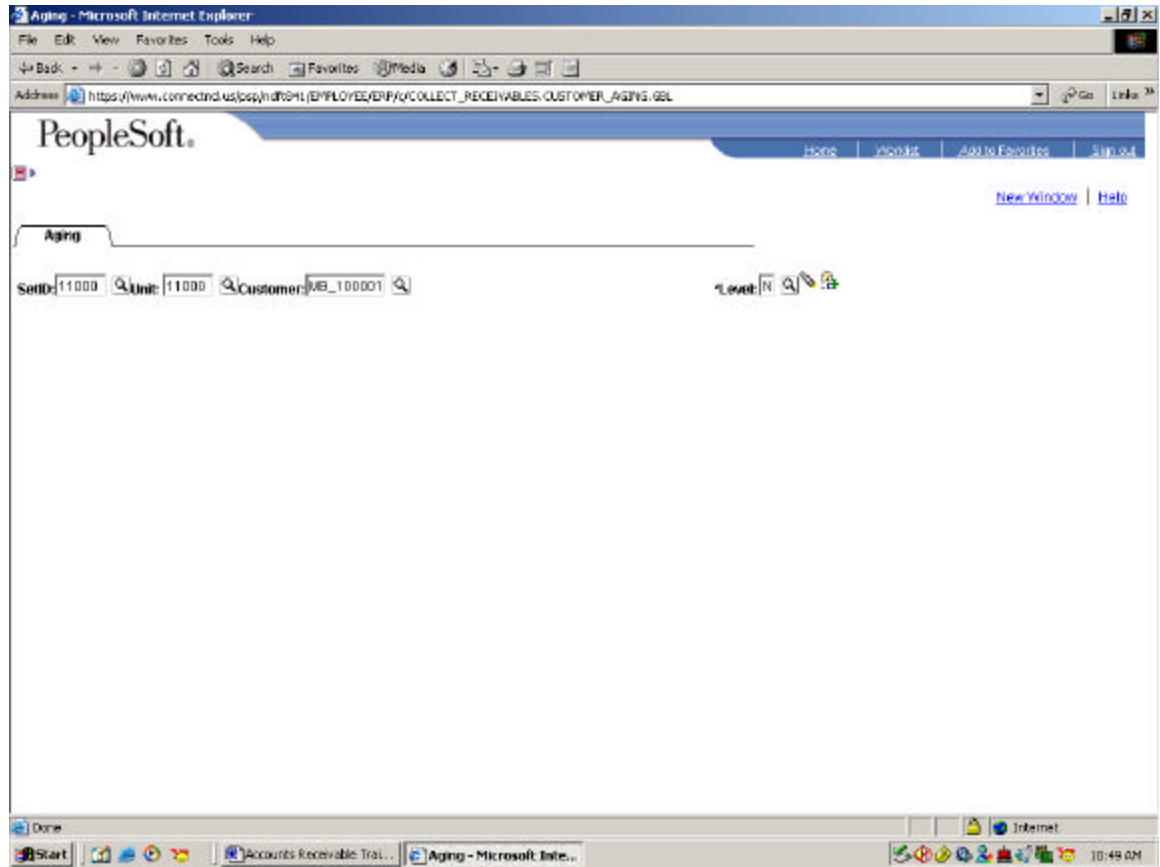 Aging - Microsoft Internet Explorer
File Edit View Favorites Tools Help
Back Search Favorites Media
Address https://www.connectnd.us/psp/ndft841/EMPLOYEE/ERP/c/COLLECT_RECEIVABLES.CUSTOMER_AGING.GBL Go Links »
PeopleSoft.
Home Worklist Add to Favorites Sign out
New Window | Help
Aging
SetID: 11000 Unit: 11000 Customer: MB_100001 *Level: N
Done Internet
Start Accounts Receivable Trai... Aging - Microsoft Inte... 10:49 AM